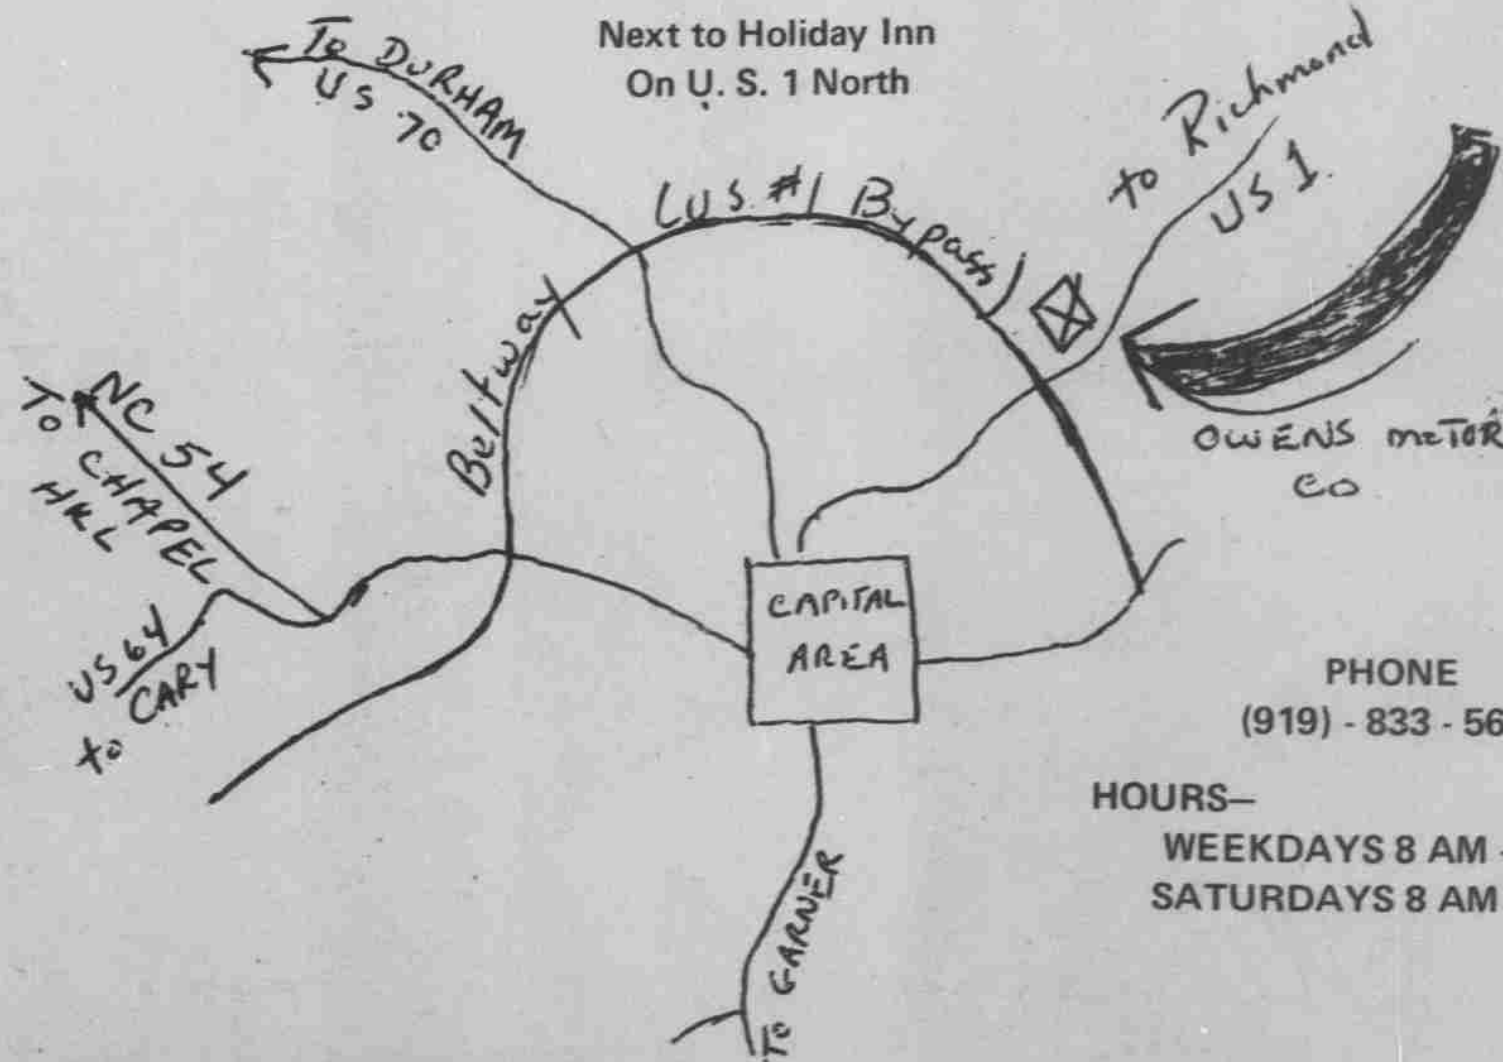 Next to Holiday Inn
On U. S. 1 North
To DURHAM
US 70
to Richmond
US 1
(U.S. #1 Bypass)
Beltway
OWENS MOTOR
CO
NC 54
TO CHAPEL
HILL
US 64
to CARY
CAPITAL
AREA
PHONE
(919) - 833 - 56
HOURS—
WEEKDAYS 8 AM -
SATURDAYS 8 AM
TO GARNER